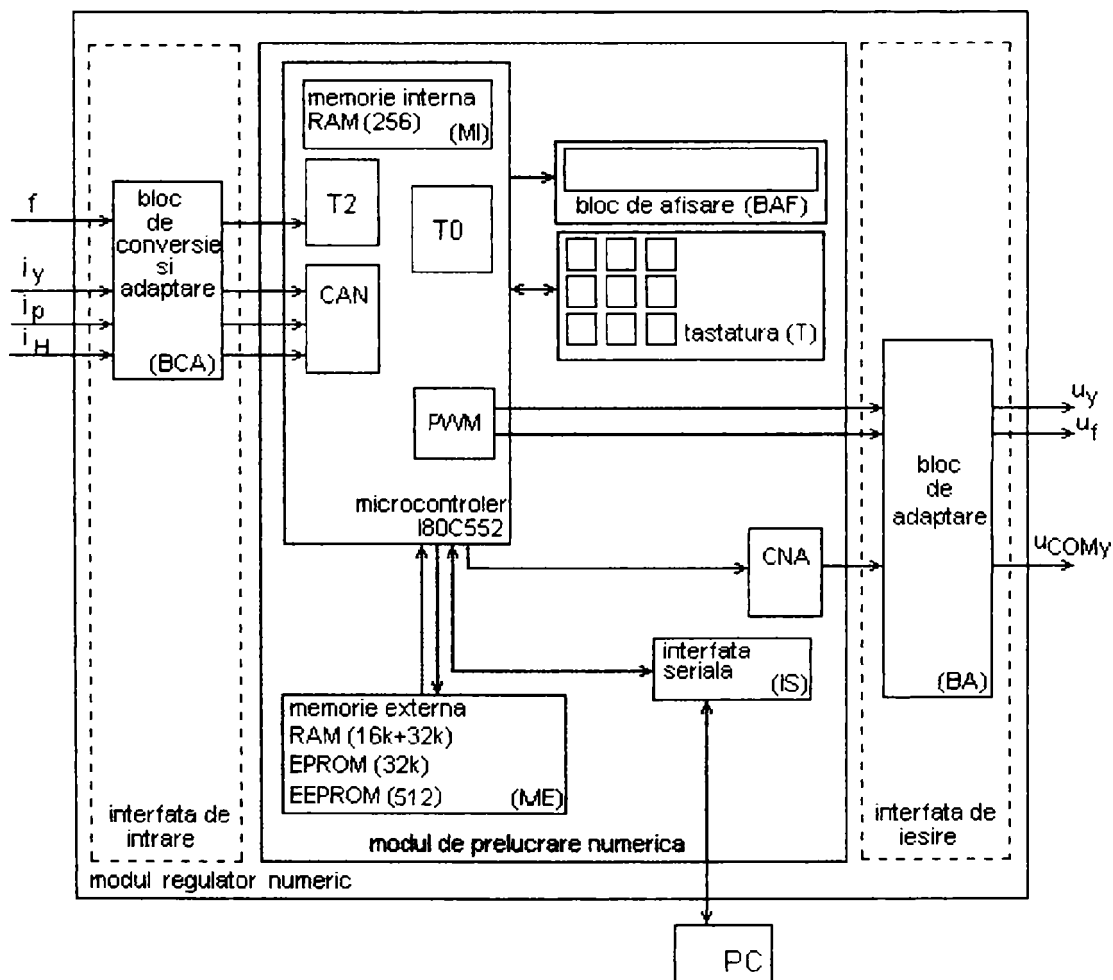 memorie interna
RAM (256)
(MI)
T2
T0
CAN
PWM
microcontroler
I80C552
f
i y
i p
i H
bloc
de
conversie
si
adaptare
(BCA)
bloc de afisare (BAF)
tastatura (T)
CNA
interfata
seriala
(IS)
memorie externa
RAM (16k+32k)
EPROM (32k)
EEPROM (512)
(ME)
modul de prelucrare numerica
interfata de
intrare
modul regulator numeric
bloc
de
adaptare
(BA)
uy
uf
uCOMy
interfata de
iesire
PC